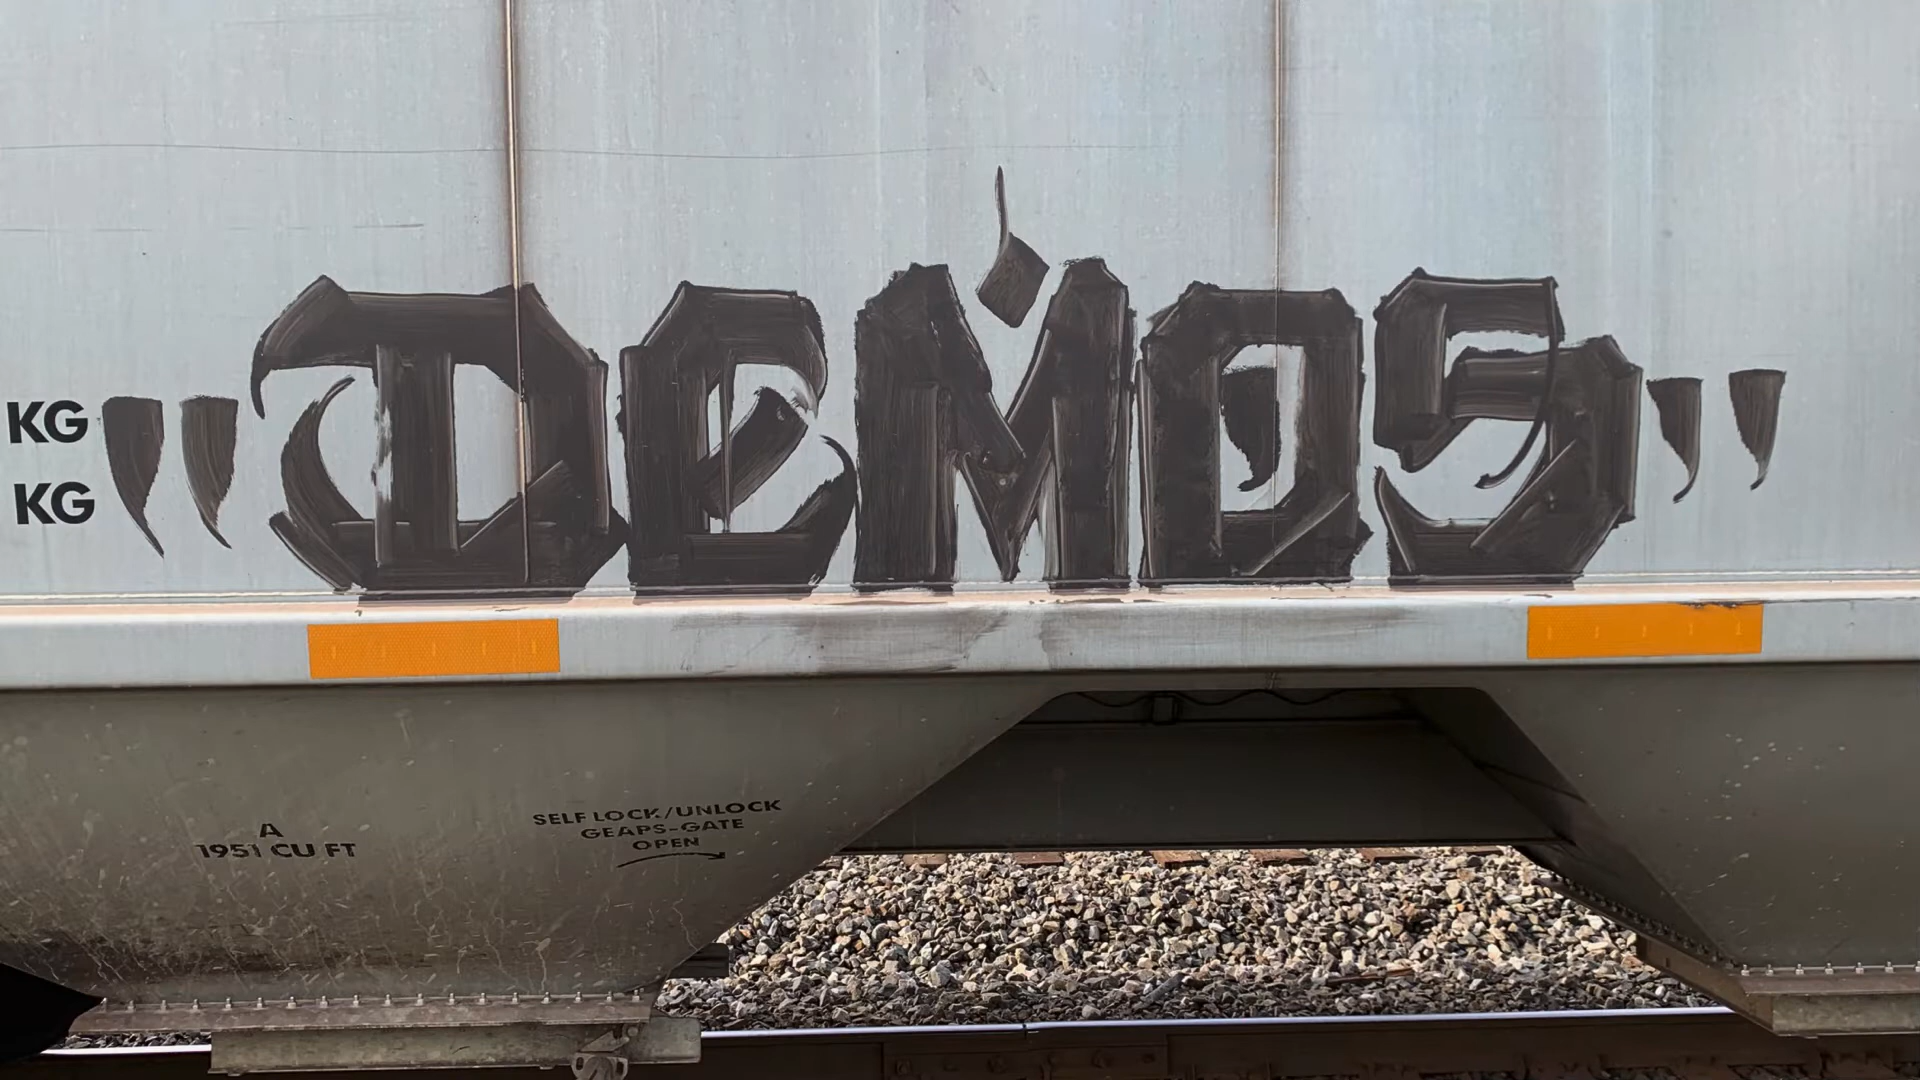 KG
KG
"DEMOS"
A
1951 CU FT
SELF LOCK/UNLOCK
GEAPS-GATE
OPEN